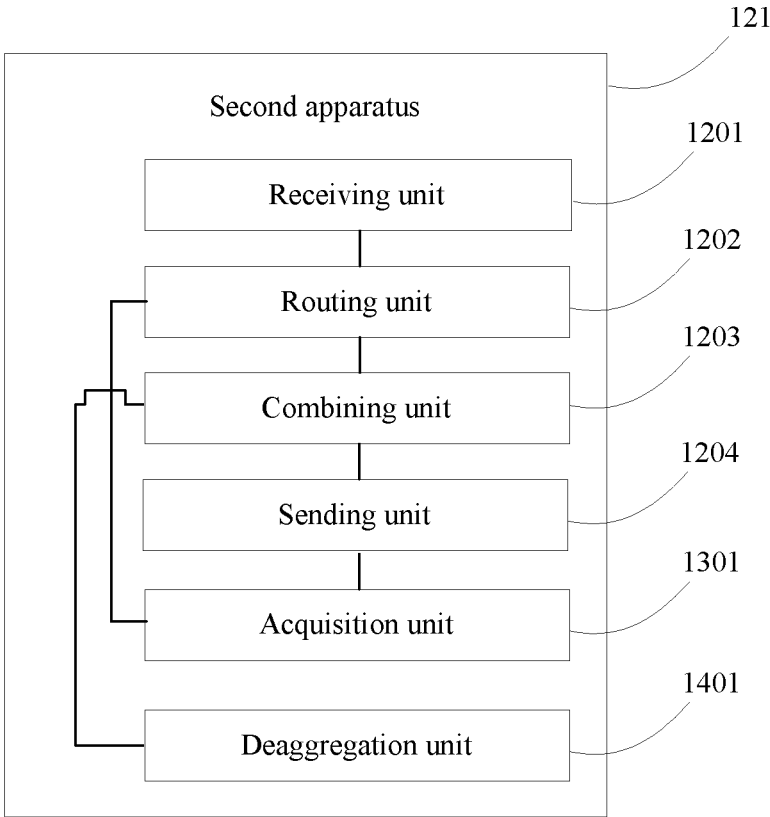 121
Second apparatus
1201
Receiving unit
1202
Routing unit
1203
Combining unit
1204
Sending unit
1301
Acquisition unit
1401
Deaggregation unit